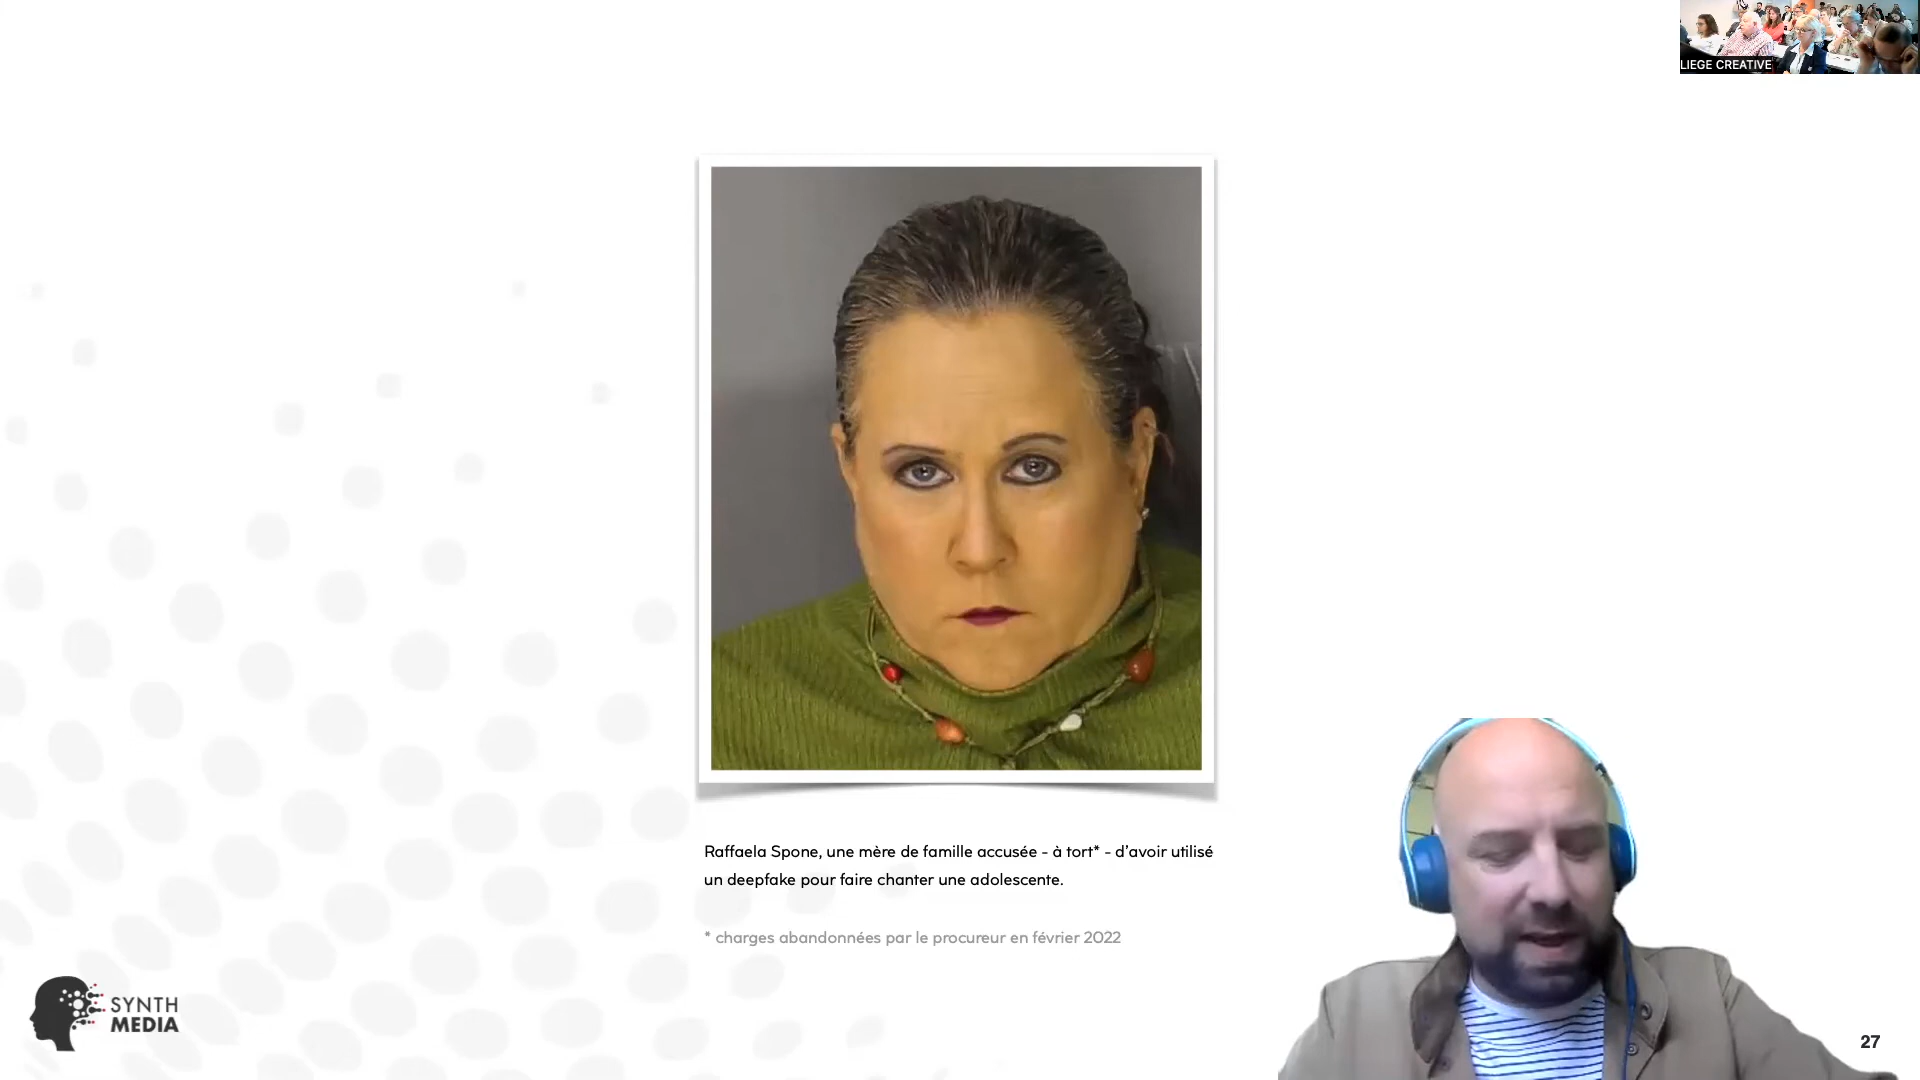 LIEGE CREATIVE
Raffaela Spone, une mère de famille accusée - à tort* - d’avoir utilisé
un deepfake pour faire chanter une adolescente.
* charges abandonnées par le procureur en février 2022
SYNTH
MEDIA
27